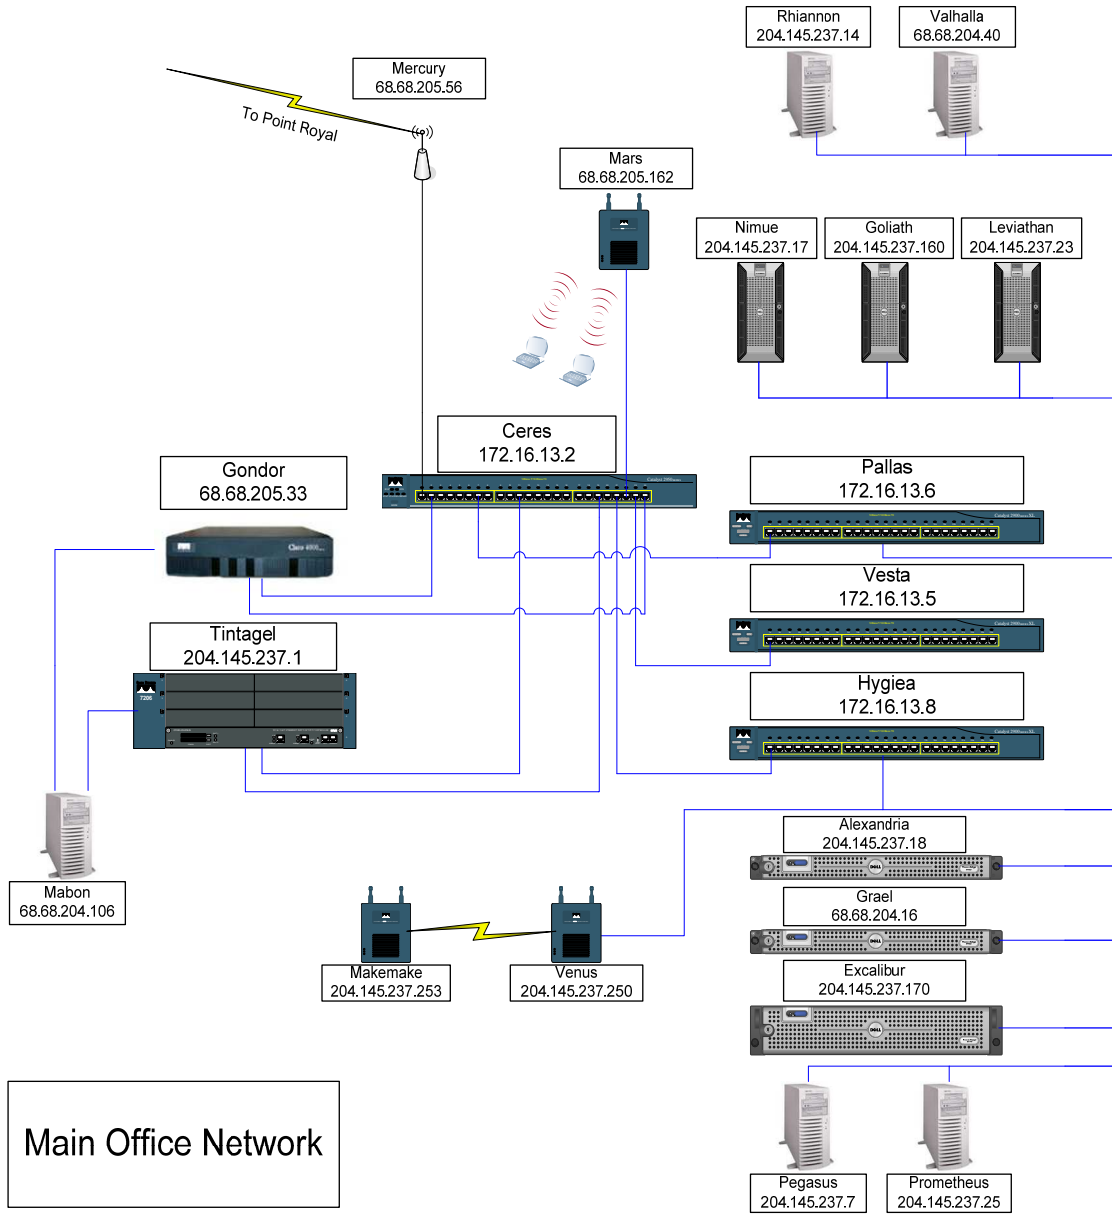 Rhiannon
204.145.237.14
Valhalla
68.68.204.40
Mercury
68.68.205.56
To Point Royal
Mars
68.68.205.162
Nimue
204.145.237.17
Goliath
204.145.237.160
Leviathan
204.145.237.23
Ceres
172.16.13.2
Gondor
68.68.205.33
Pallas
172.16.13.6
Vesta
172.16.13.5
Tintagel
204.145.237.1
7206
Hygiea
172.16.13.8
Alexandria
204.145.237.18
DELL
Mabon
68.68.204.106
Grael
68.68.204.16
DELL
Makemake
204.145.237.253
Venus
204.145.237.250
Excalibur
204.145.237.170
DELL
Main Office Network
Pegasus
204.145.237.7
Prometheus
204.145.237.25